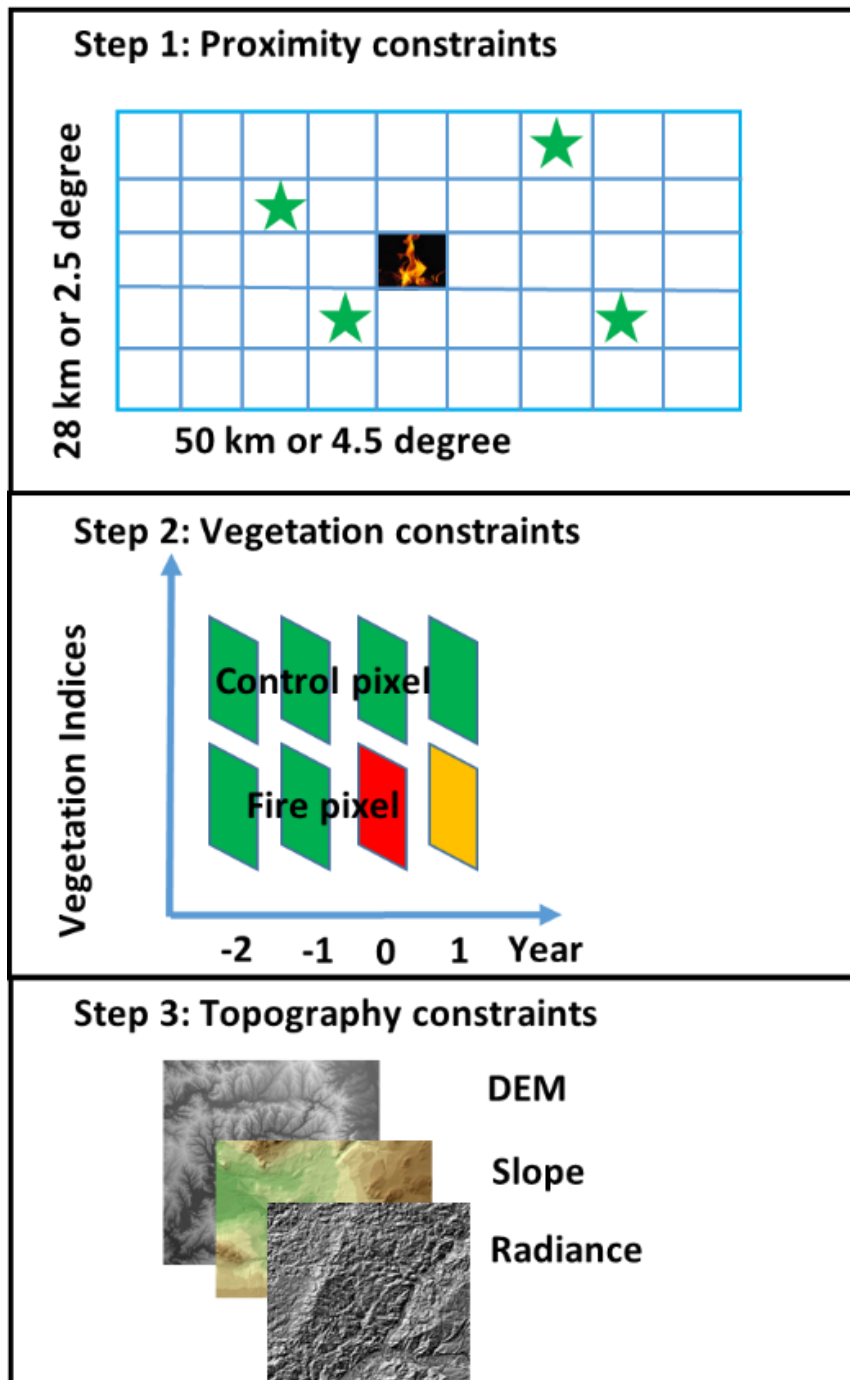 Step 1: Proximity constraints
28 km or 2.5 degree
50 km or 4.5 degree
Step 2: Vegetation constraints
Vegetation Indices
Control pixel
Fire pixel
-2 -1 0 1 Year
Step 3: Topography constraints
DEM
Slope
Radiance